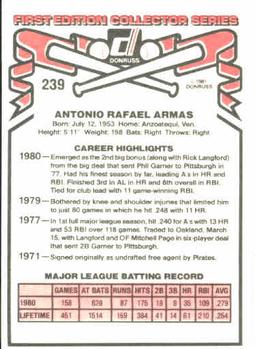 FIRST EDITION COLLECTOR SERIES
DONRUSS
239
© 1981
DONRUSS
ANTONIO RAFAEL ARMAS
Born: July 12, 1953 Home: Anzoatequi, Ven.
Height: 5'11" Weight: 198 Bats: Right Throws: Right
CAREER HIGHLIGHTS
1980 – Emerged as the 2nd big bonus (along with Rick Langford)
from the big deal that sent Phil Garner to Pittsburgh in
'77. Had his finest season by far, leading A's in HR and
RBI. Finished 3rd in AL in HR and 6th overall in RBI.
Tied for club lead with 11 game-winning RBI.
1979 – Bothered by knee and shoulder injuries that limited him
to just 80 games in which he hit .248 with 11 HR.
1977 – In 1st full major league season, hit .240 for A's with 13 HR
and 53 RBI over 118 games. Traded to Oakland, March
15, with Langford and OF Mitchell Page in six-player deal
that sent 2B Garner to Pittsburgh.
1971 – Signed originally as undrafted free agent by Pirates.
MAJOR LEAGUE BATTING RECORD
GAMES AT BATS RUNS HITS 2B 3B HR RBI AVG
1980 158 628 87 175 18 8 35 109 .279
LIFETIME 451 1514 169 384 41 14 61 210 .254